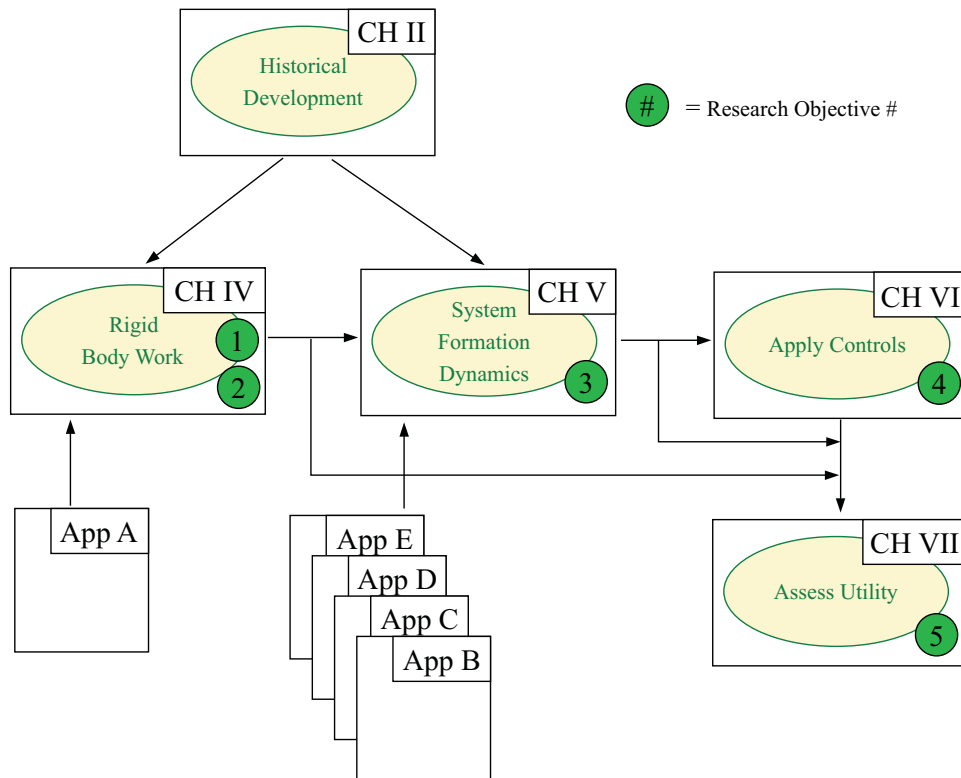 CH II
Historical
Development
# = Research Objective #
CH IV
Rigid
Body Work
1
2
CH V
System
Formation
Dynamics
3
CH VI
Apply Controls
4
App A
App E
App D
App C
App B
CH VII
Assess Utility
5